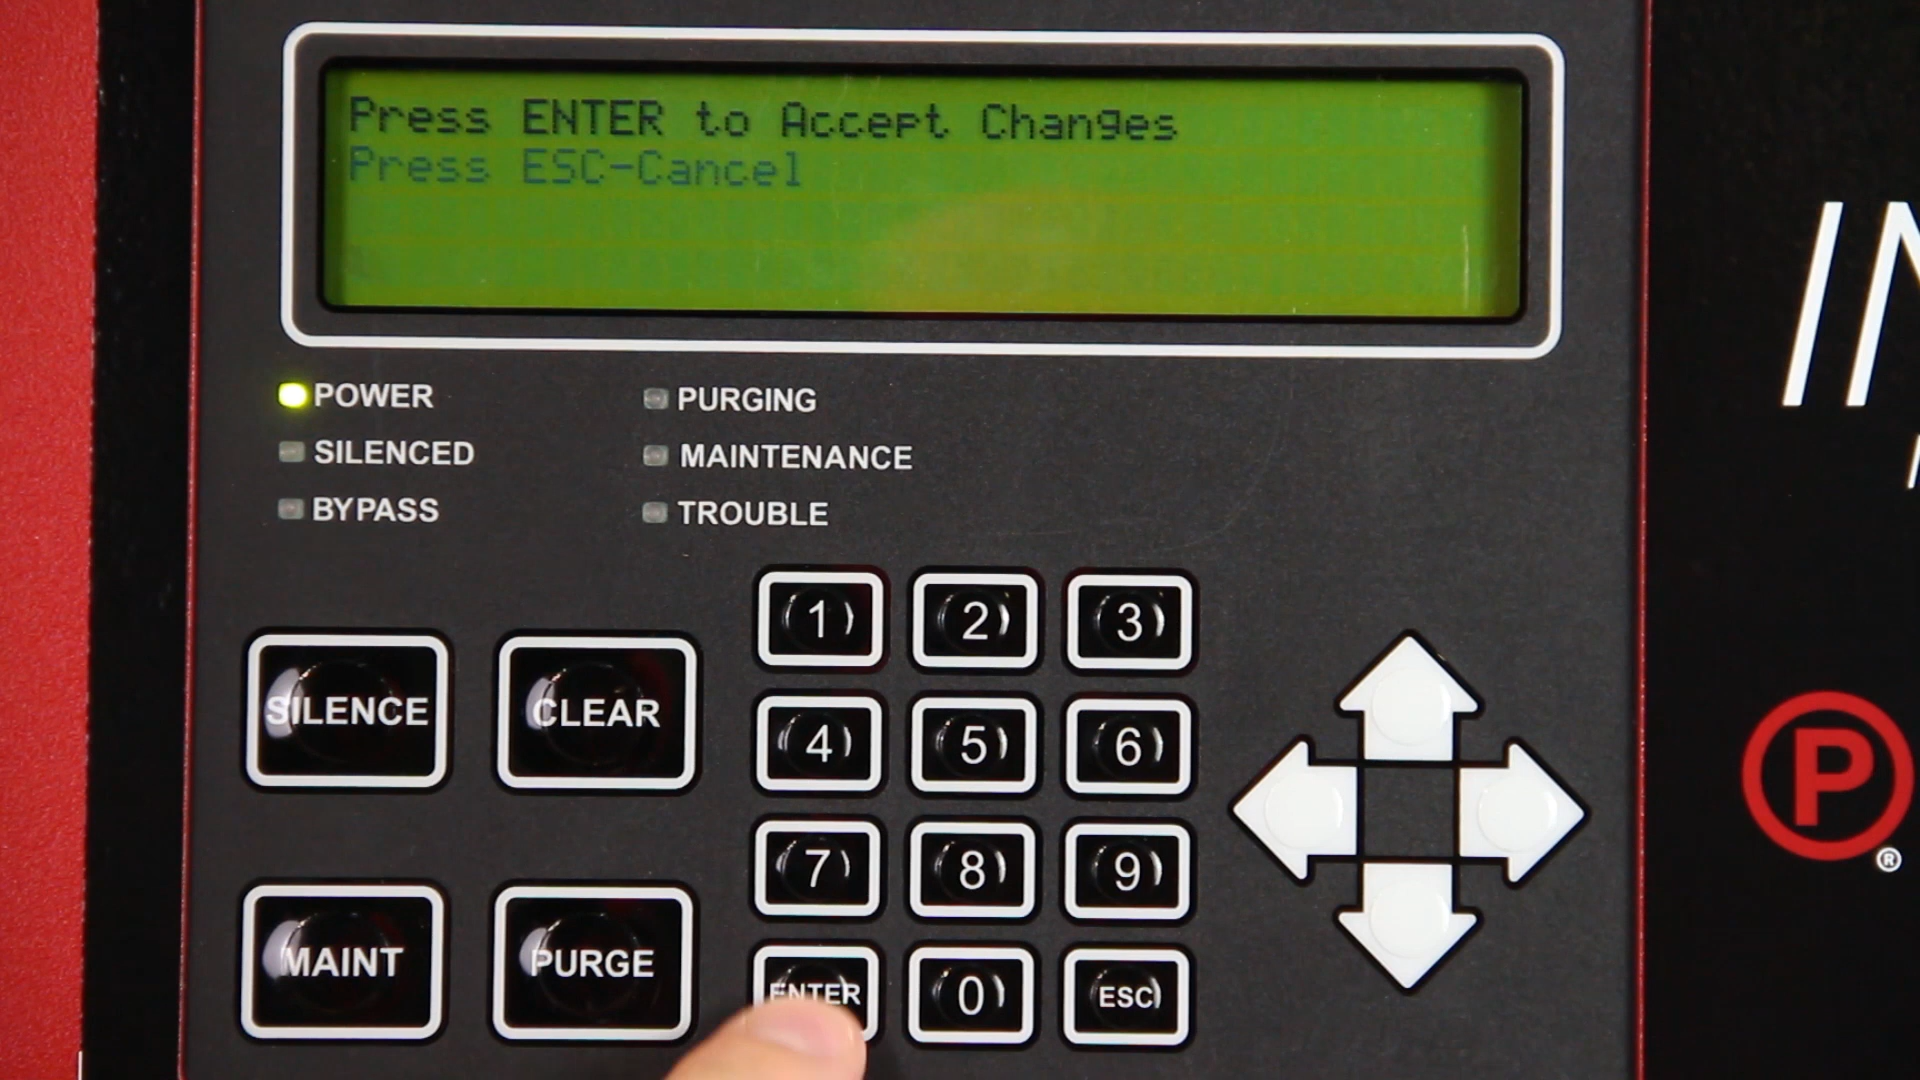 Press ENTER to Accept Changes
Press ESC-Cancel
POWER
PURGING
SILENCED
MAINTENANCE
BYPASS
TROUBLE
1 2 3
SILENCE CLEAR
4 5 6
7 8 9
MAINT PURGE
ENTER 0 ESC
P
®